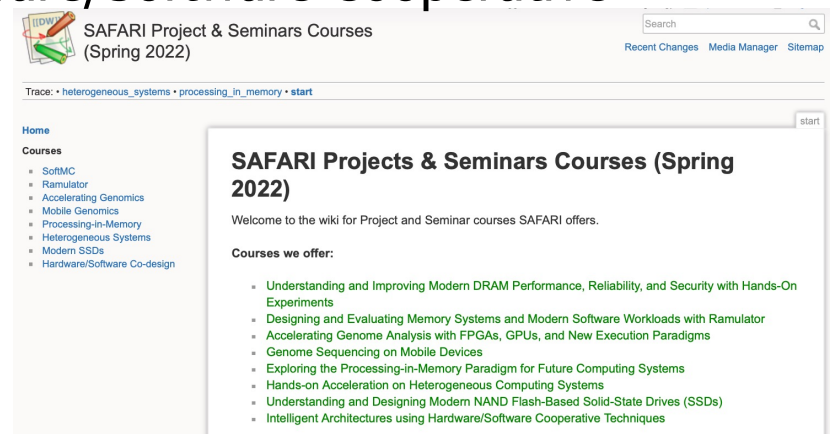 SAFARI Project & Seminars Courses
(Spring 2022)
Search
Recent Changes Media Manager Sitemap
Trace: • heterogeneous_systems • processing_in_memory • start
start
Home
Courses
SoftMC
Ramulator
Accelerating Genomics
Mobile Genomics
Processing-in-Memory
Heterogeneous Systems
Modern SSDs
Hardware/Software Co-design
SAFARI Projects & Seminars Courses (Spring
2022)
Welcome to the wiki for Project and Seminar courses SAFARI offers.
Courses we offer:
Understanding and Improving Modern DRAM Performance, Reliability, and Security with Hands-On
Experiments
Designing and Evaluating Memory Systems and Modern Software Workloads with Ramulator
Accelerating Genome Analysis with FPGAs, GPUs, and New Execution Paradigms
Genome Sequencing on Mobile Devices
Exploring the Processing-in-Memory Paradigm for Future Computing Systems
Hands-on Acceleration on Heterogeneous Computing Systems
Understanding and Designing Modern NAND Flash-Based Solid-State Drives (SSDs)
Intelligent Architectures using Hardware/Software Cooperative Techniques